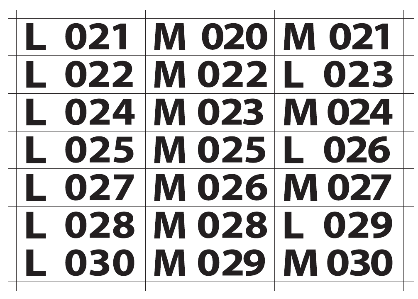 L 021 M 020 M 021
L 022 M 022 L 023
L 024 M 023 M 024
L 025 M 025 L 026
L 027 M 026 M 027
L 028 M 028 L 029
L 030 M 029 M 030